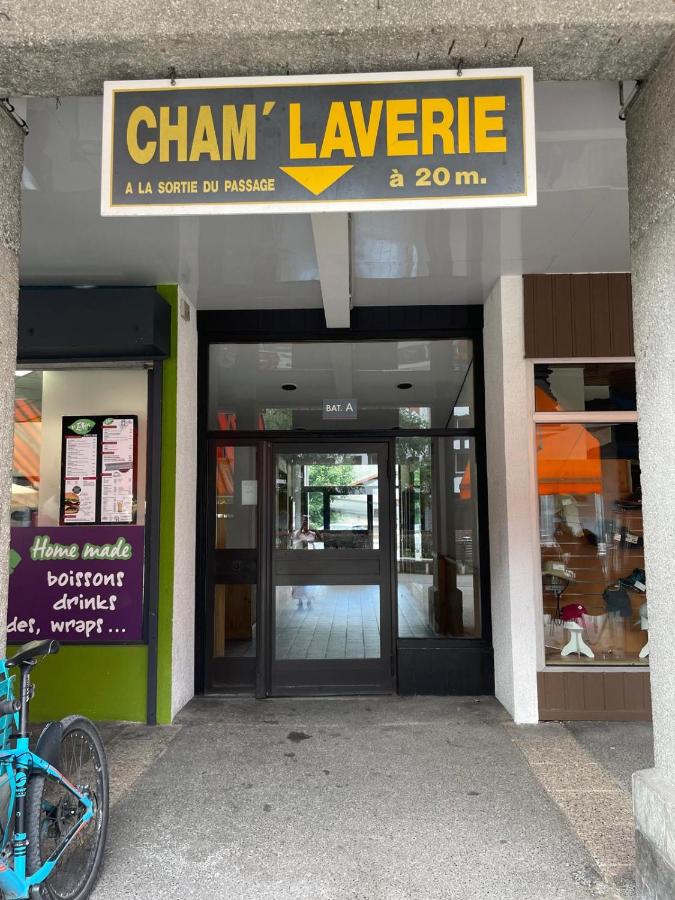 CHAM´ LAVERIE
A LA SORTIE DU PASSAGE à 20 m.
BAT. A
Home made
boissons
drinks
des, wraps ...